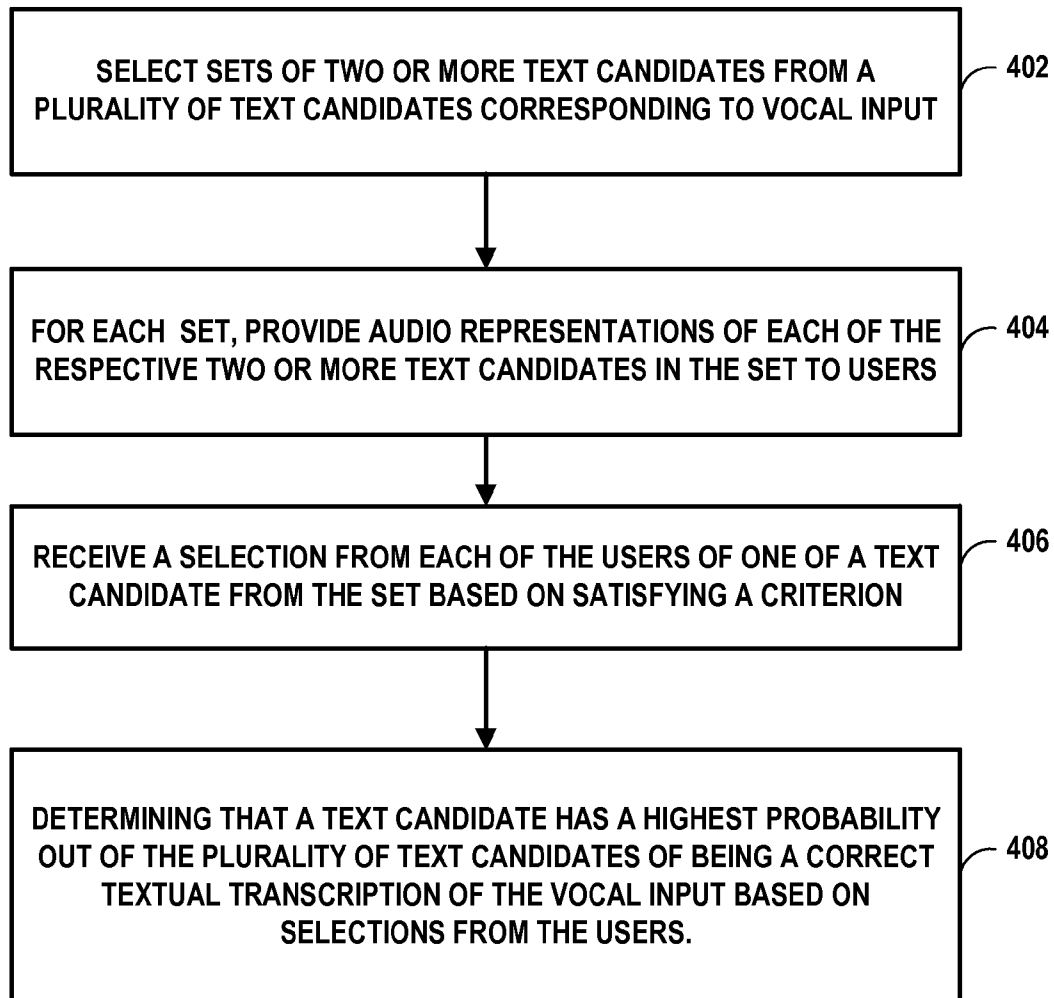 SELECT SETS OF TWO OR MORE TEXT CANDIDATES FROM A
PLURALITY OF TEXT CANDIDATES CORRESPONDING TO VOCAL INPUT
402
FOR EACH SET, PROVIDE AUDIO REPRESENTATIONS OF EACH OF THE
RESPECTIVE TWO OR MORE TEXT CANDIDATES IN THE SET TO USERS
404
RECEIVE A SELECTION FROM EACH OF THE USERS OF ONE OF A TEXT
CANDIDATE FROM THE SET BASED ON SATISFYING A CRITERION
406
DETERMINING THAT A TEXT CANDIDATE HAS A HIGHEST PROBABILITY
OUT OF THE PLURALITY OF TEXT CANDIDATES OF BEING A CORRECT
TEXTUAL TRANSCRIPTION OF THE VOCAL INPUT BASED ON
SELECTIONS FROM THE USERS.
408